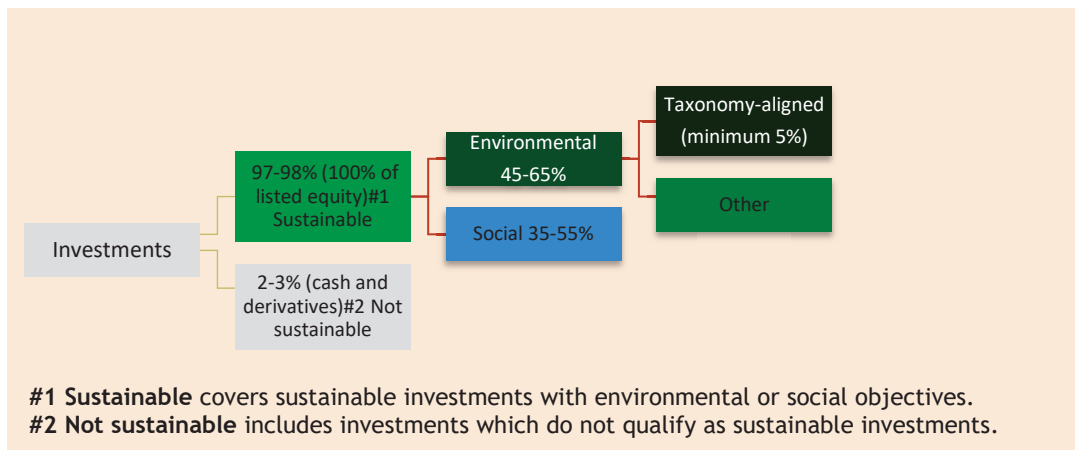 Investments
97-98% (100% of
listed equity)#1
Sustainable
2-3% (cash and
derivatives)#2 Not
sustainable
Environmental
45-65%
Social 35-55%
Taxonomy-aligned
(minimum 5%)
Other
#1 Sustainable covers sustainable investments with environmental or social objectives.
#2 Not sustainable includes investments which do not qualify as sustainable investments.